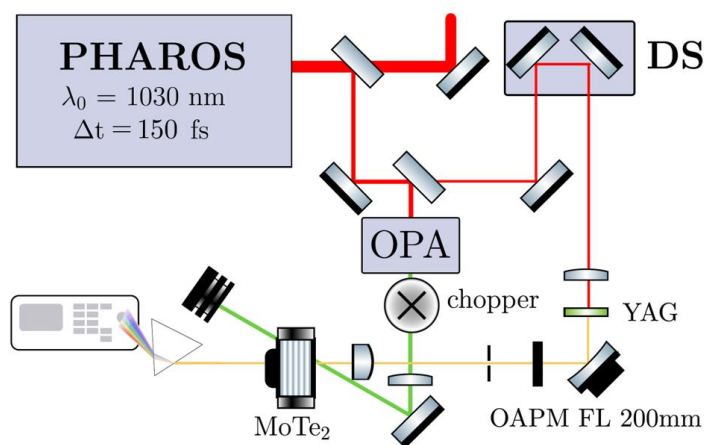 PHAROS
λ₀ = 1030 nm
Δt = 150 fs
DS
OPA
chopper
YAG
OAPM FL 200mm
MoTe₂